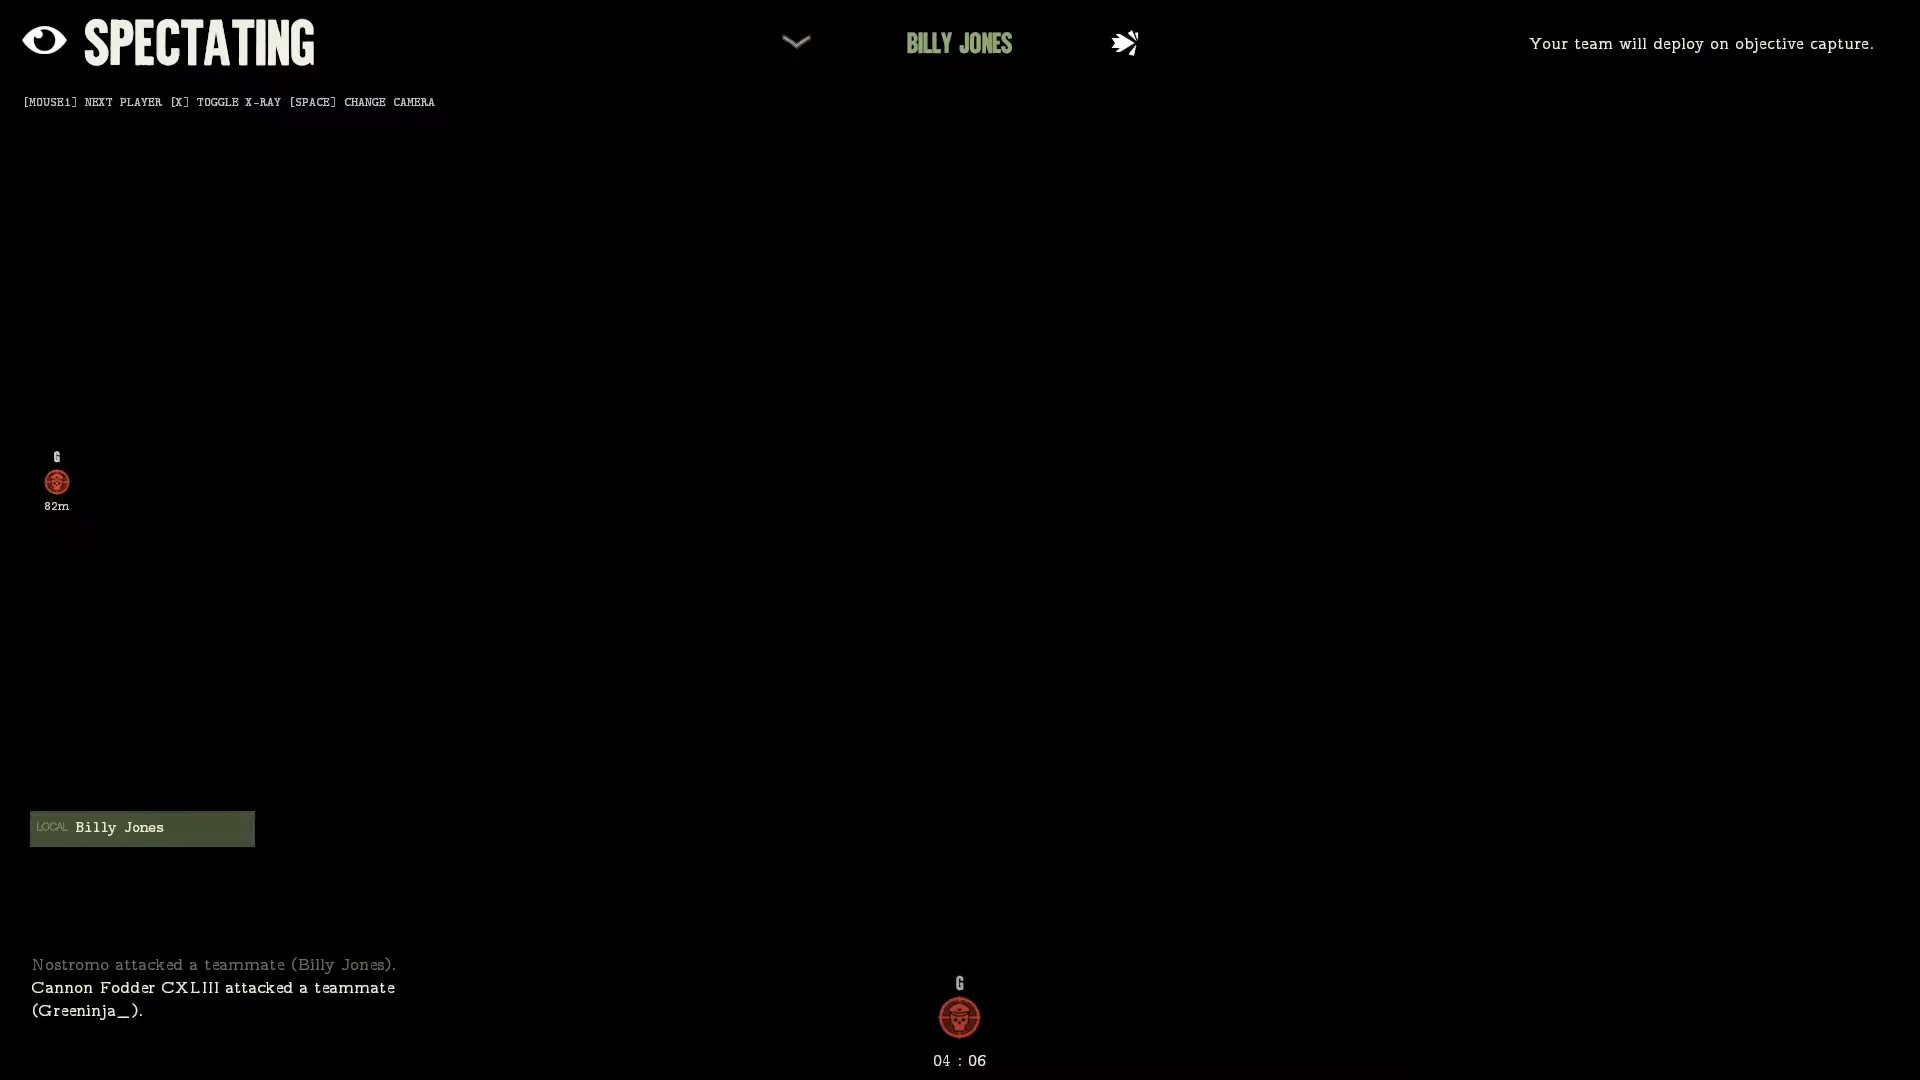 SPECTATING
BILLY JONES
Your team will deploy on objective capture.
[MOUSE1] NEXT PLAYER [X] TOGGLE X-RAY [SPACE] CHANGE CAMERA
G
82m
LOCAL Billy Jones
Nostromo attacked a teammate (Billy Jones).
Cannon Fodder CXLIII attacked a teammate
(Greeninja_).
G
04 : 06